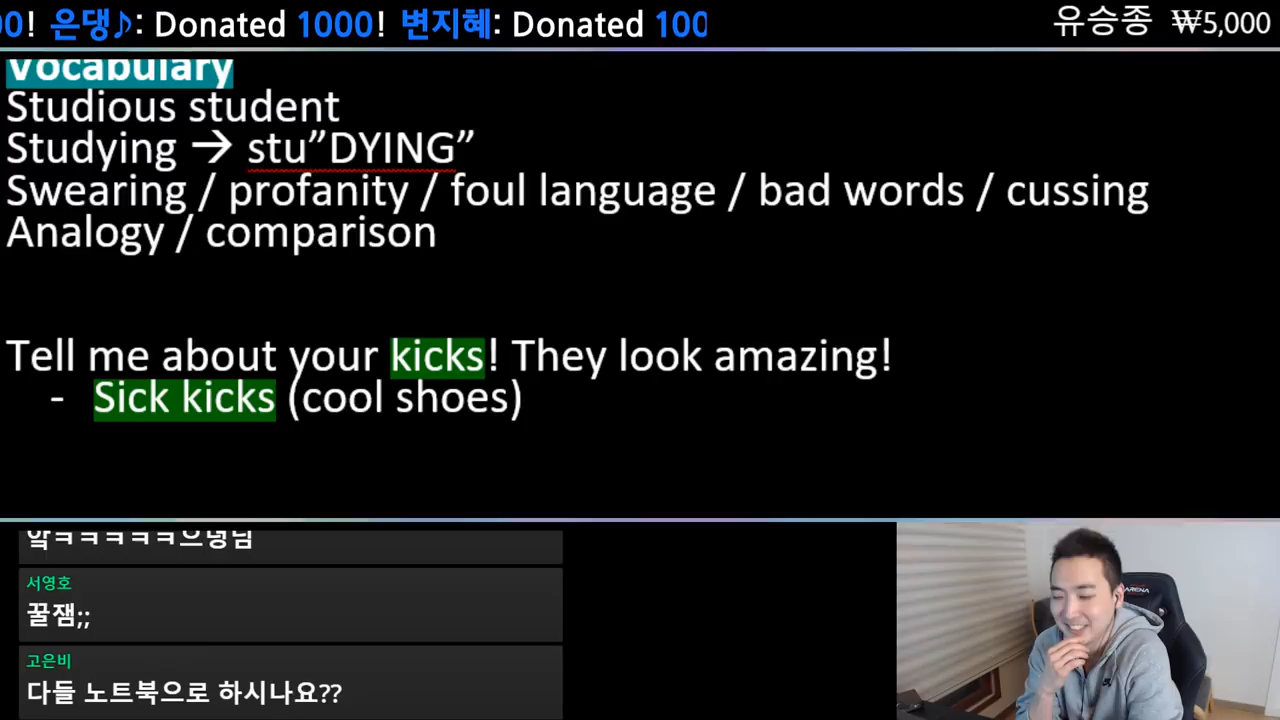 00! 은댕♪: Donated 1000! 변지혜: Donated 100
유승종 ₩5,000
Vocabulary
Studious student
Studying → stu”DYING”
Swearing / profanity / foul language / bad words / cussing
Analogy / comparison
Tell me about your kicks! They look amazing!
- Sick kicks (cool shoes)
서영호
꿀잼;;
고은비
다들 노트북으로 하시나요??
ARENA